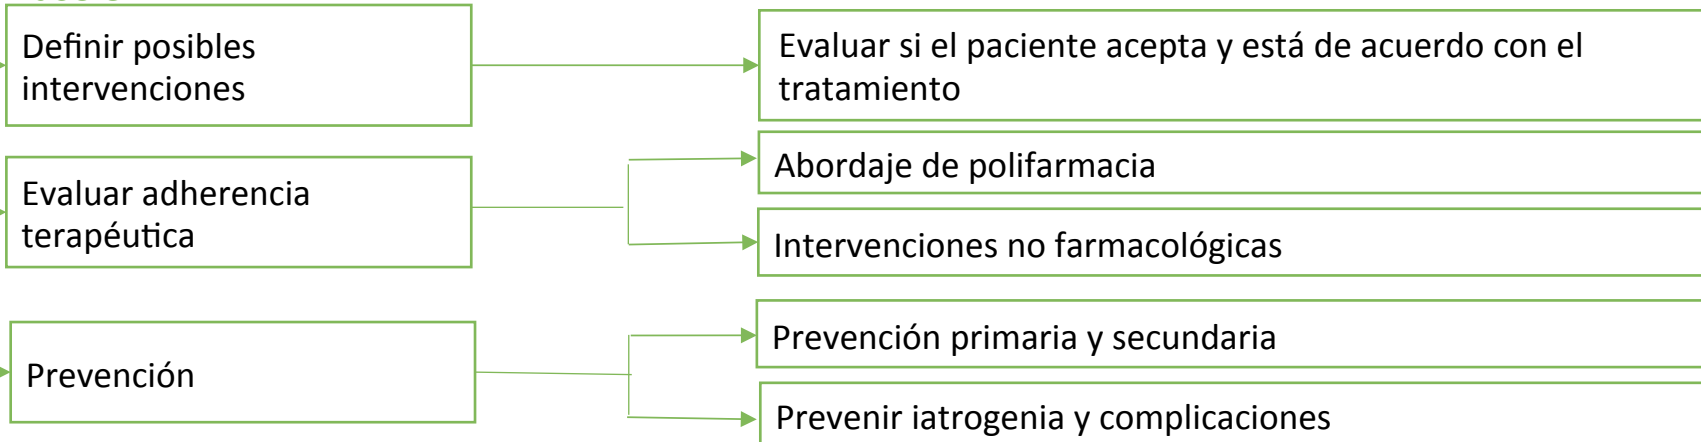 Definir posibles
intervenciones
Evaluar si el paciente acepta y está de acuerdo con el
tratamiento
Evaluar adherencia
terapéutica
Abordaje de polifarmacia
Intervenciones no farmacológicas
Prevención
Prevención primaria y secundaria
Prevenir iatrogenia y complicaciones